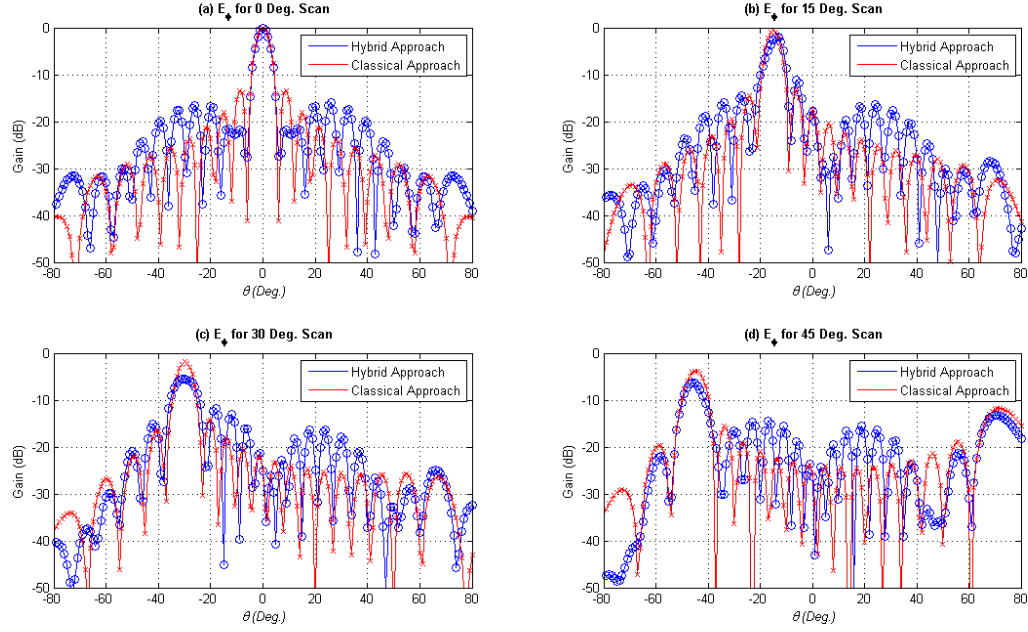 (a) E_ϕ for 0 Deg. Scan
Hybrid Approach
Classical Approach
Gain (dB)
0
-10
-20
-30
-40
-50
-80 -60 -40 -20 0 20 40 60 80
θ (Deg.)
(b) E_ϕ for 15 Deg. Scan
Hybrid Approach
Classical Approach
Gain (dB)
0
-10
-20
-30
-40
-50
-80 -60 -40 -20 0 20 40 60 80
θ (Deg.)
(c) E_ϕ for 30 Deg. Scan
Hybrid Approach
Classical Approach
Gain (dB)
0
-10
-20
-30
-40
-50
-80 -60 -40 -20 0 20 40 60 80
θ (Deg.)
(d) E_ϕ for 45 Deg. Scan
Hybrid Approach
Classical Approach
Gain (dB)
0
-10
-20
-30
-40
-50
-80 -60 -40 -20 0 20 40 60 80
θ (Deg.)